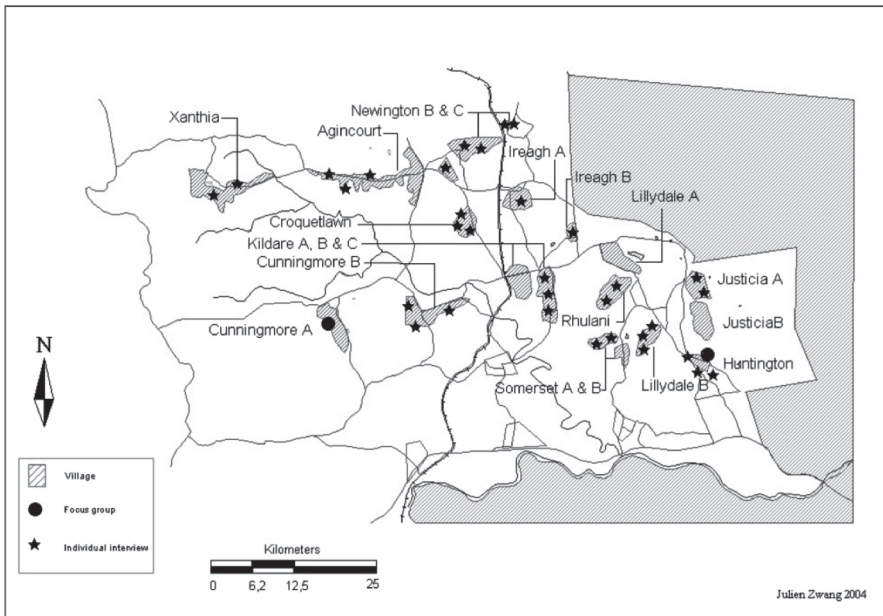 Xanthia
Agincourt
Newington B & C
Ireagh A
Ireagh B
Lillydale A
Croquetlawn
Kildare A, B & C
Cunningmore B
Justicia A
JusticiaB
Cunningmore A
Rhulani
Huntington
Somerset A & B
Lillydale B
N
Village
Focus group
Individual interview
Kilometers
0 6,2 12,5 25
Julien Zwang 2004